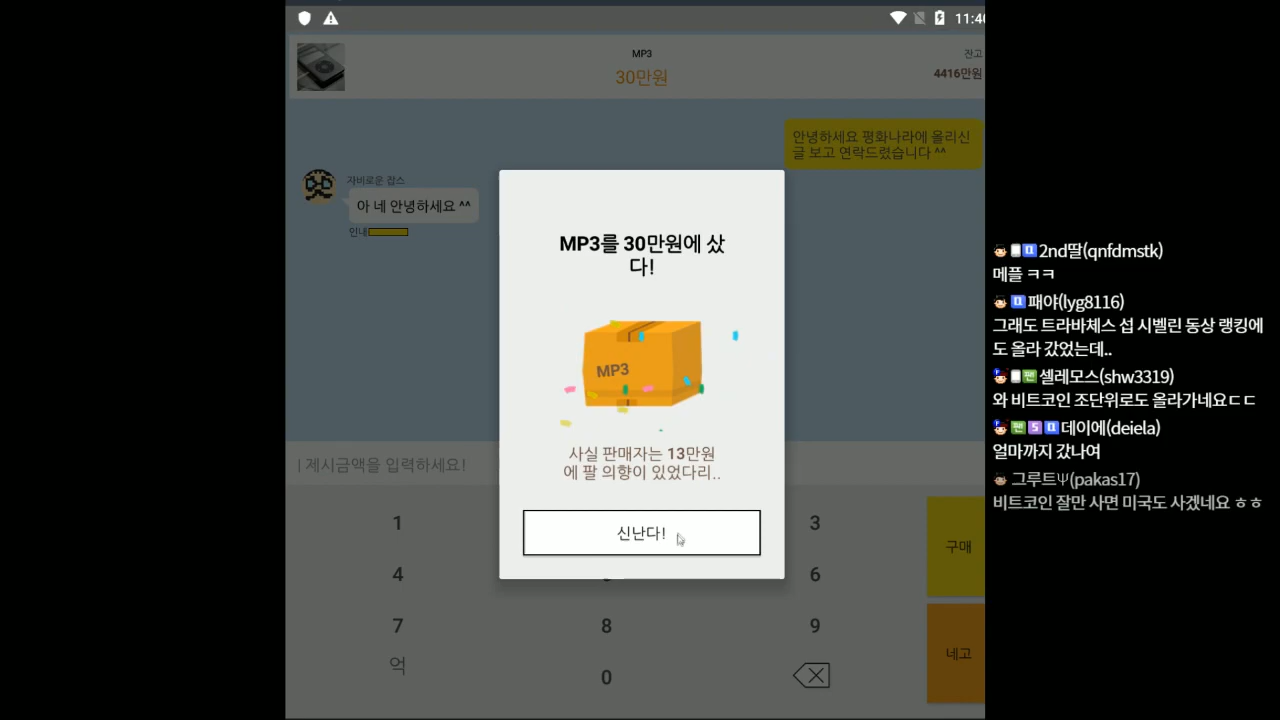 11:46
MP3
30만원
잔고
4416만원
안녕하세요 평화나라에 올리신
글 보고 연락드렸습니다 ^^
자비로운 잡스
아 네 안녕하세요 ^^
인내
MP3를 30만원에 샀
다!
MP3
사실 판매자는 13만원
에 팔 의향이 있었다리..
신난다!
제시금액을 입력하세요!
1
3
4
6
7
8
9
억
0
구매
네고
2nd딸(qnfdmstk)
메플 ㅋㅋ
패야(lyg8116)
그래도 트라바체스 섭 시벨린 동상 랭킹에
도 올라 갔었는데..
셀레모스(shw3319)
와 비트코인 조단위로도 올라가네요ㄷㄷ
데이에(deiela)
얼마까지 갔나여
그루트Ψ(pakas17)
비트코인 잘만 사면 미국도 사겠네요 ㅎㅎ